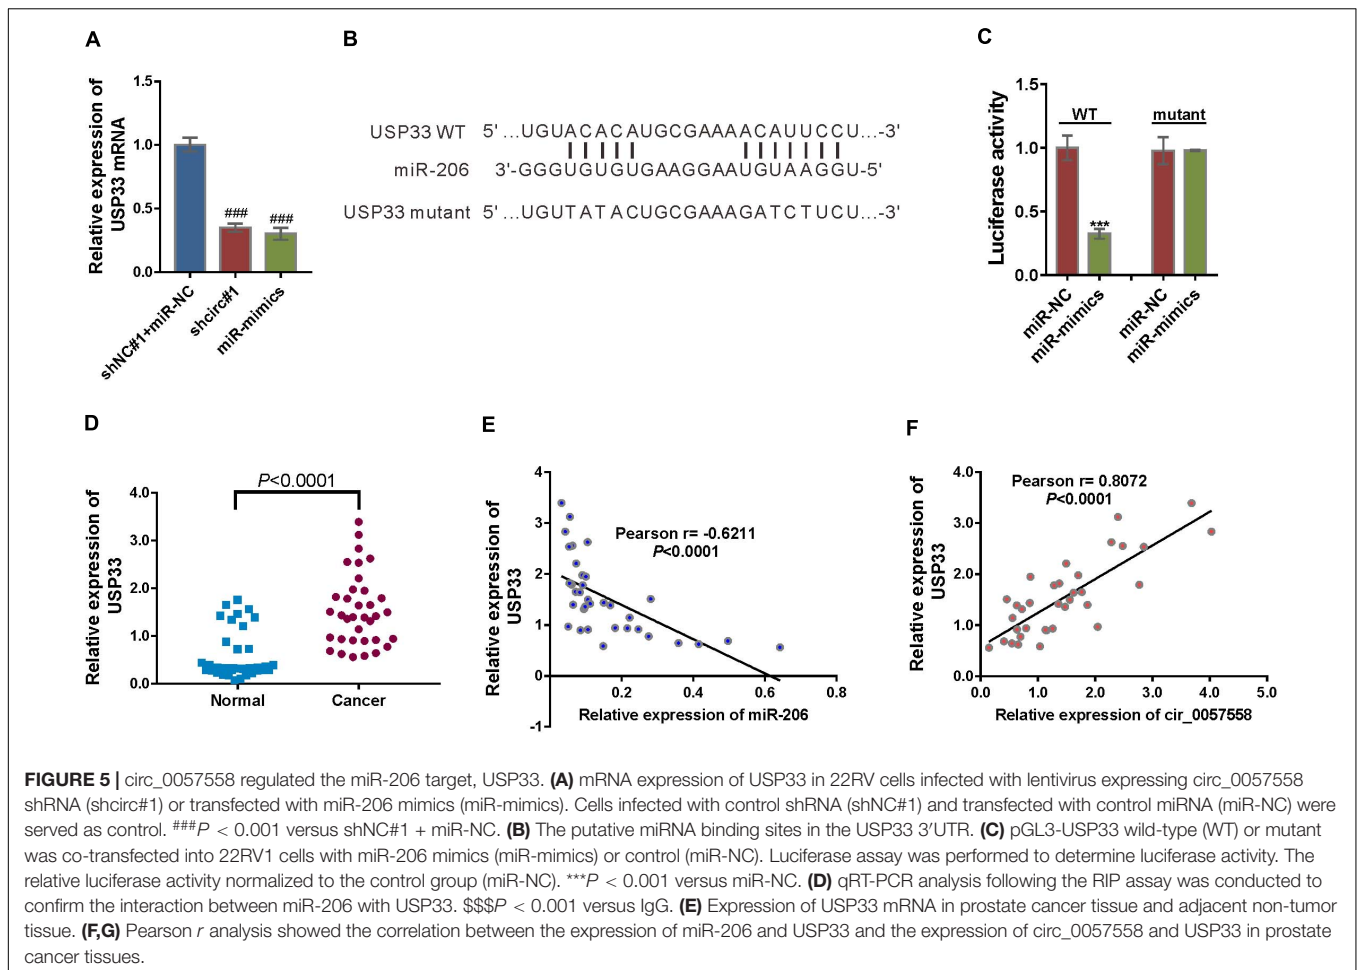 A
Relative expression of
USP33 mRNA
1.5
1.0
0.5
0.0
###
###
shNC#1+miR-NC
shcirc#1
miR-mimics
B
USP33 WT 5' ...UGUACACAUGCGAAAACAUUCCU...-3'
miR-206 3'-GGGUGUGUGAAGGAAUGUAAGGU-5'
USP33 mutant 5' ...UGUTATACUGCGAAAGATCTUCU...-3'
C
Luciferase activity
1.5
1.0
0.5
0.0
WT
mutant
***
miR-NC
miR-mimics
miR-NC
miR-mimics
D
Relative expression of
USP33
4.0
3.0
2.0
1.0
0.0
P<0.0001
Normal
Cancer
E
Relative expression of
USP33
4
3
2
1
0
-1
Pearson r= -0.6211
P<0.0001
0.2
0.4
0.6
0.8
Relative expression of miR-206
F
Relative expression of
USP33
4.0
3.0
2.0
1.0
0.0
Pearson r= 0.8072
P<0.0001
0.0
1.0
2.0
3.0
4.0
5.0
Relative expression of cir_0057558
FIGURE 5 | circ_0057558 regulated the miR-206 target, USP33. (A) mRNA expression of USP33 in 22RV cells infected with lentivirus expressing circ_0057558
shRNA (shcirc#1) or transfected with miR-206 mimics (miR-mimics). Cells infected with control shRNA (shNC#1) and transfected with control miRNA (miR-NC) were
served as control. ###P < 0.001 versus shNC#1 + miR-NC. (B) The putative miRNA binding sites in the USP33 3′UTR. (C) pGL3-USP33 wild-type (WT) or mutant
was co-transfected into 22RV1 cells with miR-206 mimics (miR-mimics) or control (miR-NC). Luciferase assay was performed to determine luciferase activity. The
relative luciferase activity normalized to the control group (miR-NC). ***P < 0.001 versus miR-NC. (D) qRT-PCR analysis following the RIP assay was conducted to
confirm the interaction between miR-206 with USP33. $$$P < 0.001 versus IgG. (E) Expression of USP33 mRNA in prostate cancer tissue and adjacent non-tumor
tissue. (F,G) Pearson r analysis showed the correlation between the expression of miR-206 and USP33 and the expression of circ_0057558 and USP33 in prostate
cancer tissues.